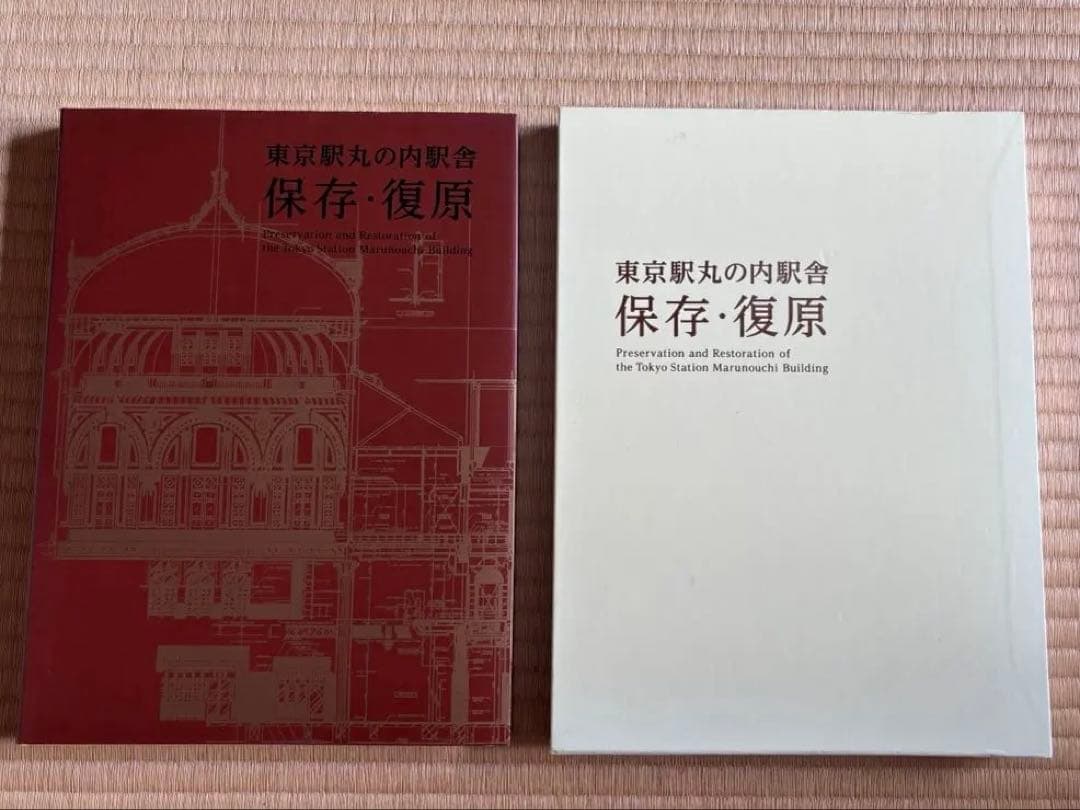 東京駅丸の内駅舎
保存・復原
Preservation and Restoration of
the Tokyo Station Marunouchi Building
東京駅丸の内駅舎
保存・復原
Preservation and Restoration of
the Tokyo Station Marunouchi Building